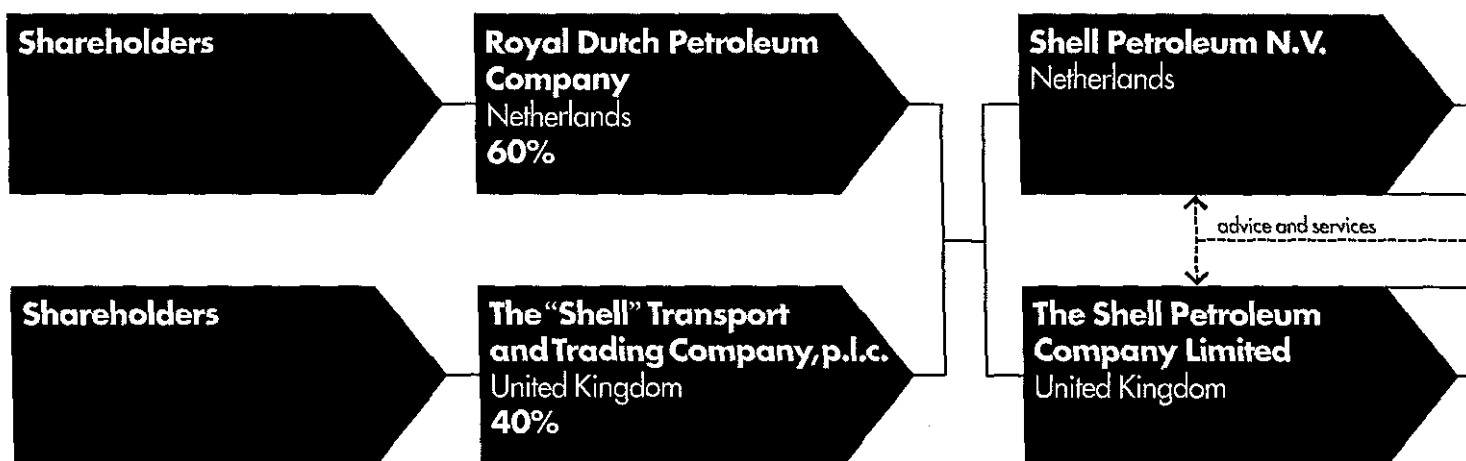 Shareholders
Royal Dutch Petroleum
Company
Netherlands
60%
Shell Petroleum N.V.
Netherlands
advice and services
Shareholders
The “Shell” Transport
and Trading Company, p.l.c.
United Kingdom
40%
The Shell Petroleum
Company Limited
United Kingdom